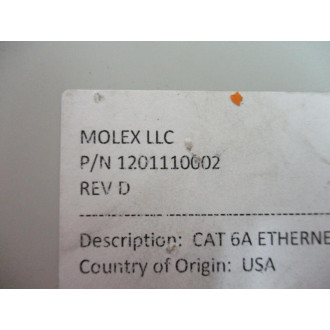 MOLEX LLC
P/N 1201110002
REV D
Description: CAT 6A ETHERNE
Country of Origin: USA